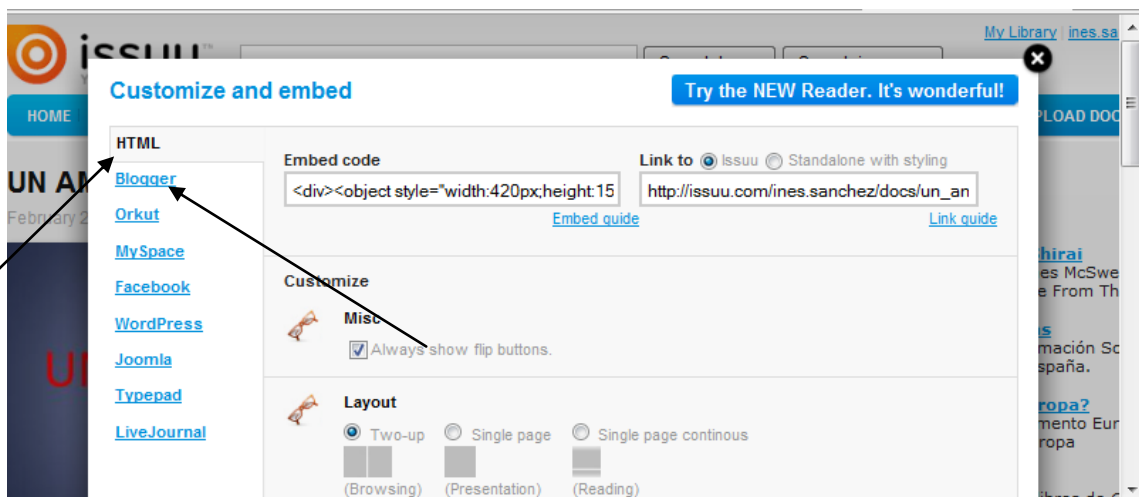 issuu
My Library | ines.sa
Customize and embed
Try the NEW Reader. It's wonderful!
HOME
PLOAD DOC
HTML
Blogger
Orkut
MySpace
Facebook
WordPress
Joomla
Typepad
LiveJournal
Embed code
<div><object style="width:420px;height:15
Embed guide
Link to Issuu Standalone with styling
http://issuu.com/ines.sanchez/docs/un_an
Link guide
Customize
Misc
Always show flip buttons.
Layout
Two-up Single page Single page continous
(Browsing) (Presentation) (Reading)
UN AM
February 2
hirai
es McSwe
e From Th
mación So
spaña.
ropa?
mento Eur
ropa